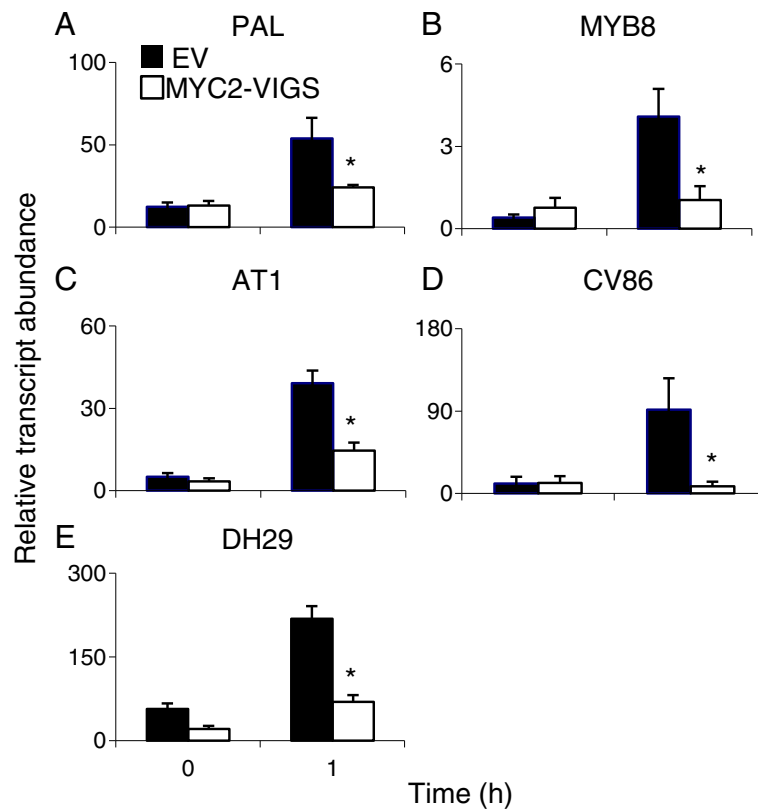 A PAL
EV
MYC2-VIGS
100
50
0
*
B MYB8
6
3
0
*
C AT1
60
30
0
*
D CV86
180
90
0
*
E DH29
300
150
0
*
0 1
Time (h)
Relative transcript abundance